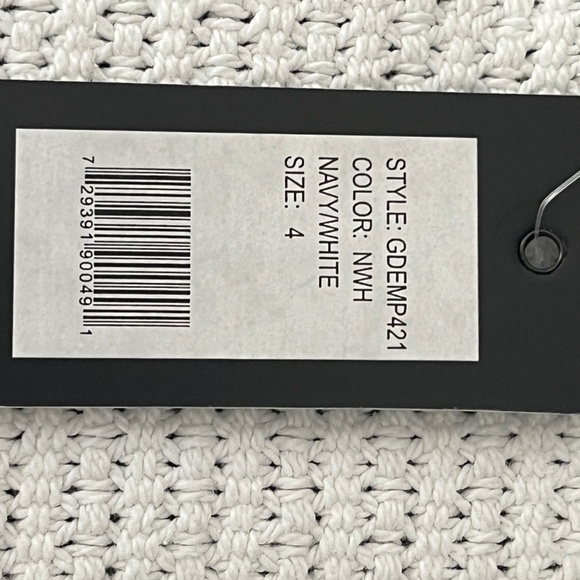 STYLE: GDEMP421
COLOR: NWH
NAVY/WHITE
SIZE: 4
7 29391 90049 1